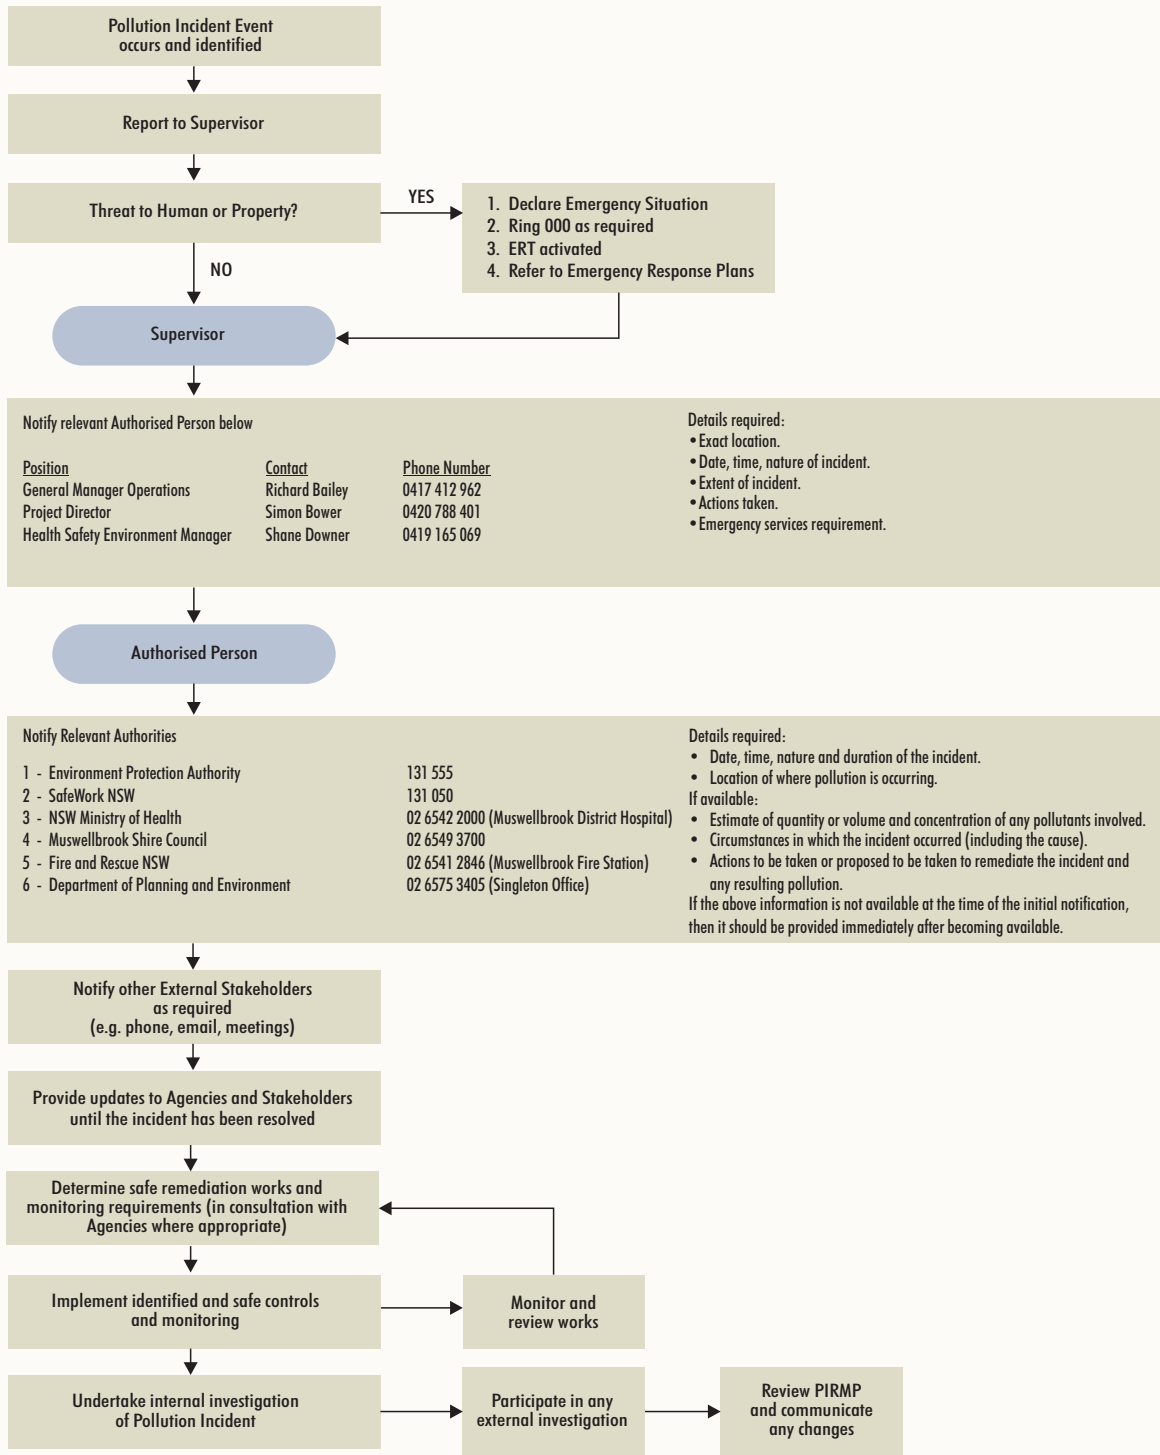 Pollution Incident Event
occurs and identified
Report to Supervisor
Threat to Human or Property?
YES
1. Declare Emergency Situation
2. Ring 000 as required
3. ERT activated
4. Refer to Emergency Response Plans
NO
Supervisor
Notify relevant Authorised Person below
Position Contact Phone Number
General Manager Operations Richard Bailey 0417 412 962
Project Director Simon Bower 0420 788 401
Health Safety Environment Manager Shane Downer 0419 165 069
Details required:
• Exact location.
• Date, time, nature of incident.
• Extent of incident.
• Actions taken.
• Emergency services requirement.
Authorised Person
Notify Relevant Authorities
1 - Environment Protection Authority 131 555
2 - SafeWork NSW 131 050
3 - NSW Ministry of Health 02 6542 2000 (Muswellbrook District Hospital)
4 - Muswellbrook Shire Council 02 6549 3700
5 - Fire and Rescue NSW 02 6541 2846 (Muswellbrook Fire Station)
6 - Department of Planning and Environment 02 6575 3405 (Singleton Office)
Details required:
• Date, time, nature and duration of the incident.
• Location of where pollution is occurring.
If available:
• Estimate of quantity or volume and concentration of any pollutants involved.
• Circumstances in which the incident occurred (including the cause).
• Actions to be taken or proposed to be taken to remediate the incident and
any resulting pollution.
If the above information is not available at the time of the initial notification,
then it should be provided immediately after becoming available.
Notify other External Stakeholders
as required
(e.g. phone, email, meetings)
Provide updates to Agencies and Stakeholders
until the incident has been resolved
Determine safe remediation works and
monitoring requirements (in consultation with
Agencies where appropriate)
Implement identified and safe controls
and monitoring
Monitor and
review works
Undertake internal investigation
of Pollution Incident
Participate in any
external investigation
Review PIRMP
and communicate
any changes